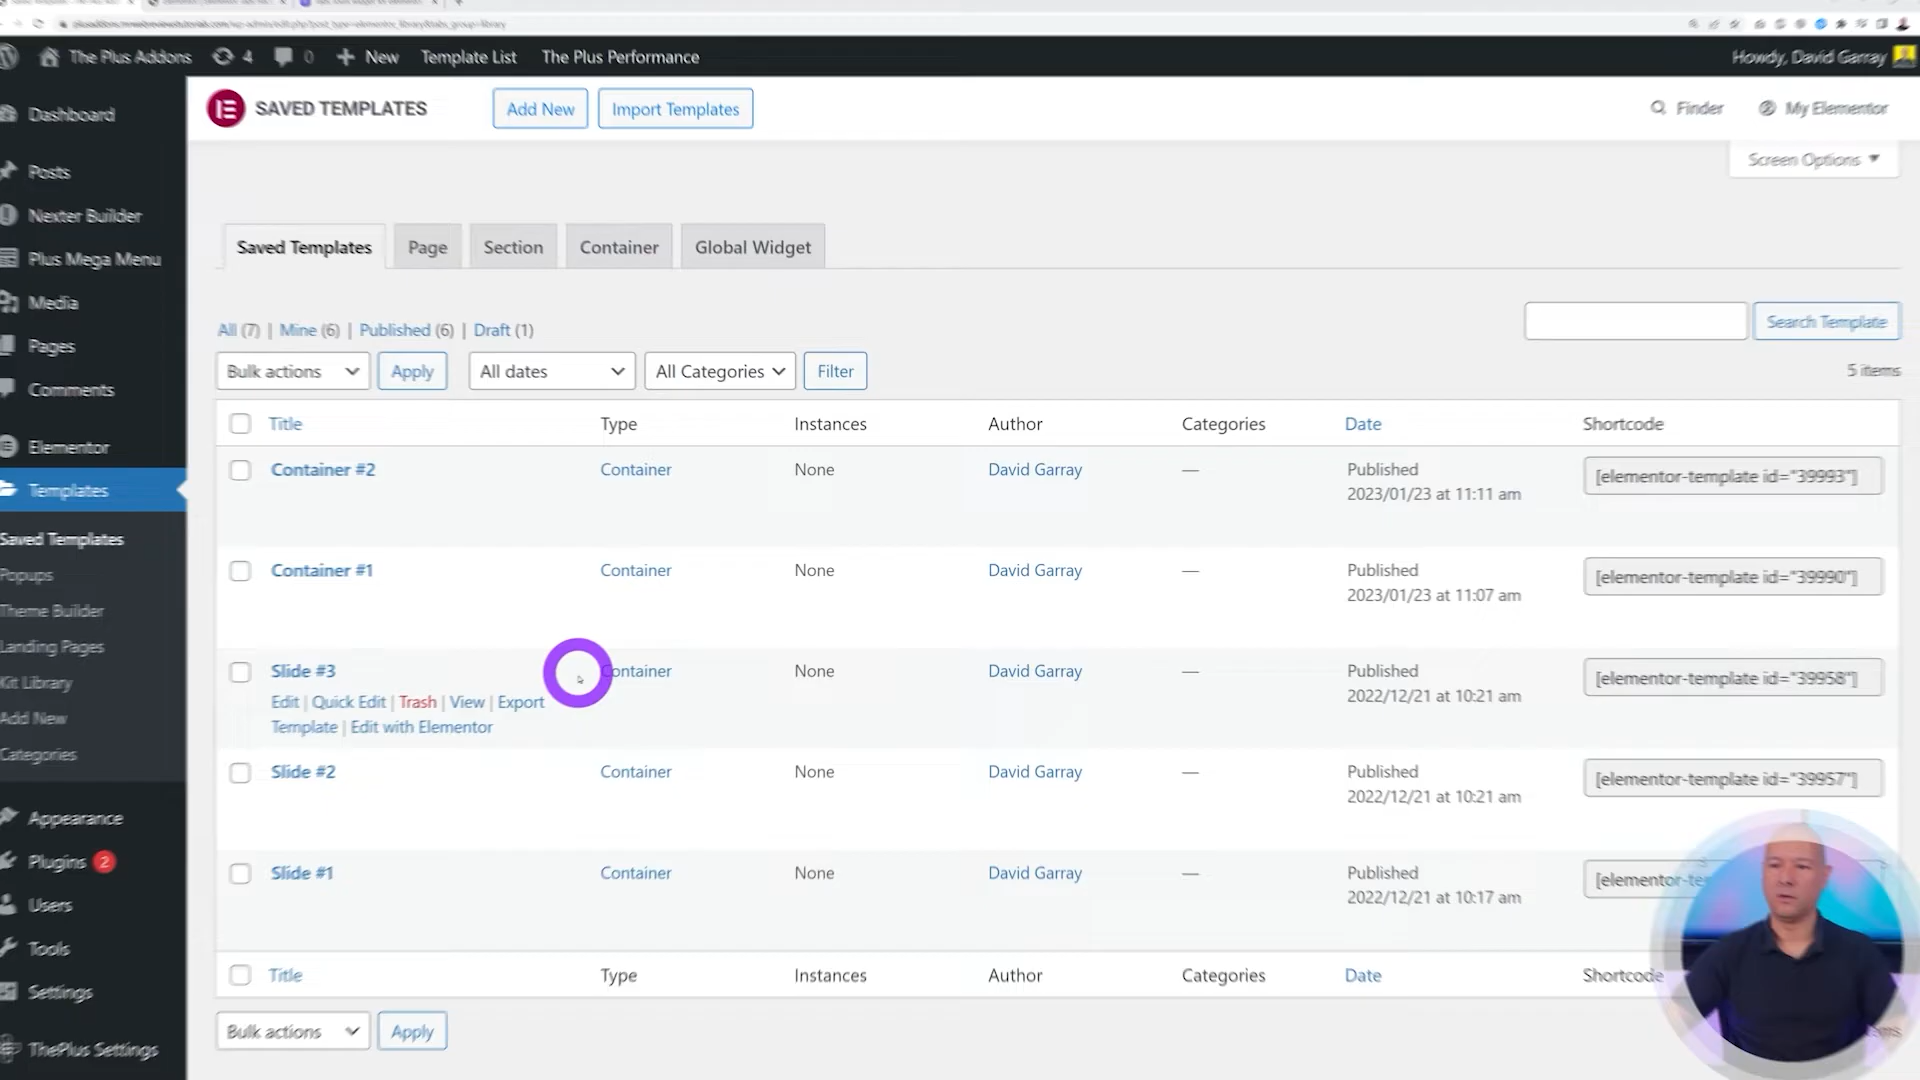 The Plus Addons 4 0 New Template List The Plus Performance Howdy, David Garray
SAVED TEMPLATES Add New Import Templates Finder My Elementor
Screen Options
Dashboard
Posts
Nexter Builder
Plus Mega Menu
Media
Pages
Comments
Elementor
Templates
Saved Templates
Popups
Theme Builder
Landing Pages
Kit Library
Add New
Categories
Appearance
Plugins 2
Users
Tools
Settings
ThePlus Settings
Saved Templates Page Section Container Global Widget
All (7) | Mine (6) | Published (6) | Draft (1)
Search Template
Bulk actions Apply All dates All Categories Filter 5 items
Title Type Instances Author Categories Date Shortcode
Container #2 Container None David Garray — Published [elementor-template id="39993"]
2023/01/23 at 11:11 am
Container #1 Container None David Garray — Published [elementor-template id="39990"]
2023/01/23 at 11:07 am
Slide #3 Container None David Garray — Published [elementor-template id="39958"]
Edit | Quick Edit | Trash | View | Export 2022/12/21 at 10:21 am
Template | Edit with Elementor
Slide #2 Container None David Garray — Published [elementor-template id="39957"]
2022/12/21 at 10:21 am
Slide #1 Container None David Garray — Published [elementor-te
2022/12/21 at 10:17 am
Title Type Instances Author Categories Date Shortcode
Bulk actions Apply